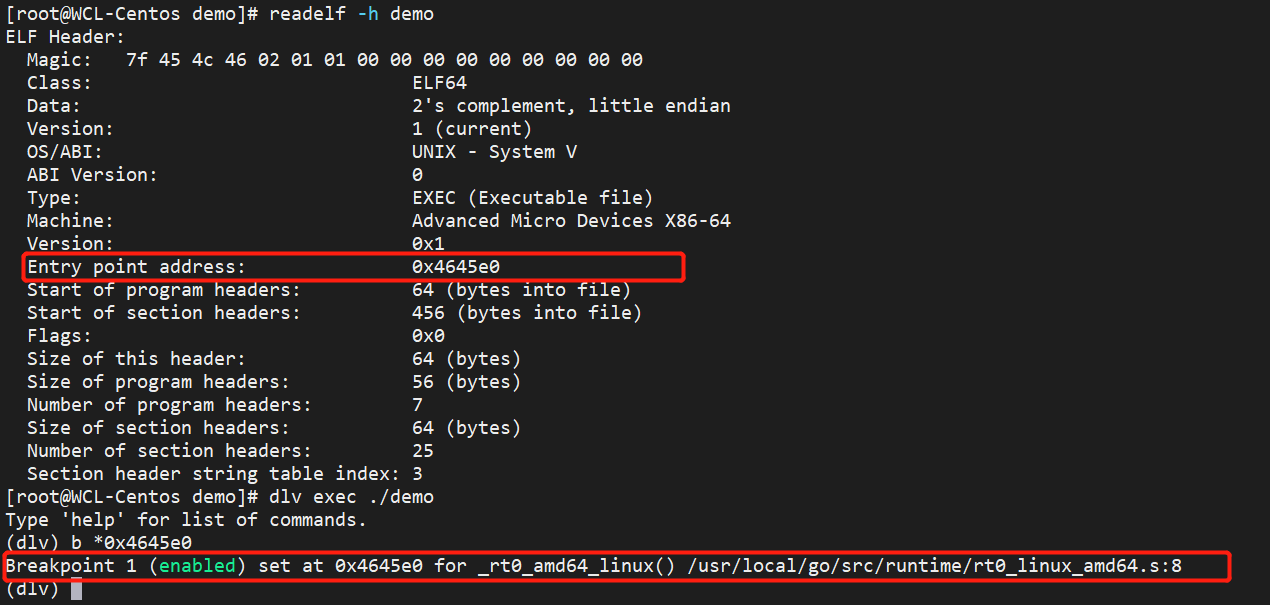 [root@WCL-Centos demo]# readelf -h demo
ELF Header:
  Magic:   7f 45 4c 46 02 01 01 00 00 00 00 00 00 00 00 00
  Class:                             ELF64
  Data:                              2's complement, little endian
  Version:                           1 (current)
  OS/ABI:                            UNIX - System V
  ABI Version:                       0
  Type:                              EXEC (Executable file)
  Machine:                           Advanced Micro Devices X86-64
  Version:                           0x1
  Entry point address:               0x4645e0
  Start of program headers:          64 (bytes into file)
  Start of section headers:          456 (bytes into file)
  Flags:                             0x0
  Size of this header:               64 (bytes)
  Size of program headers:           56 (bytes)
  Number of program headers:         7
  Size of section headers:           64 (bytes)
  Number of section headers:         25
  Section header string table index: 3
[root@WCL-Centos demo]# dlv exec ./demo
Type 'help' for list of commands.
(dlv) b *0x4645e0
Breakpoint 1 (enabled) set at 0x4645e0 for _rt0_amd64_linux() /usr/local/go/src/runtime/rt0_linux_amd64.s:8
(dlv)